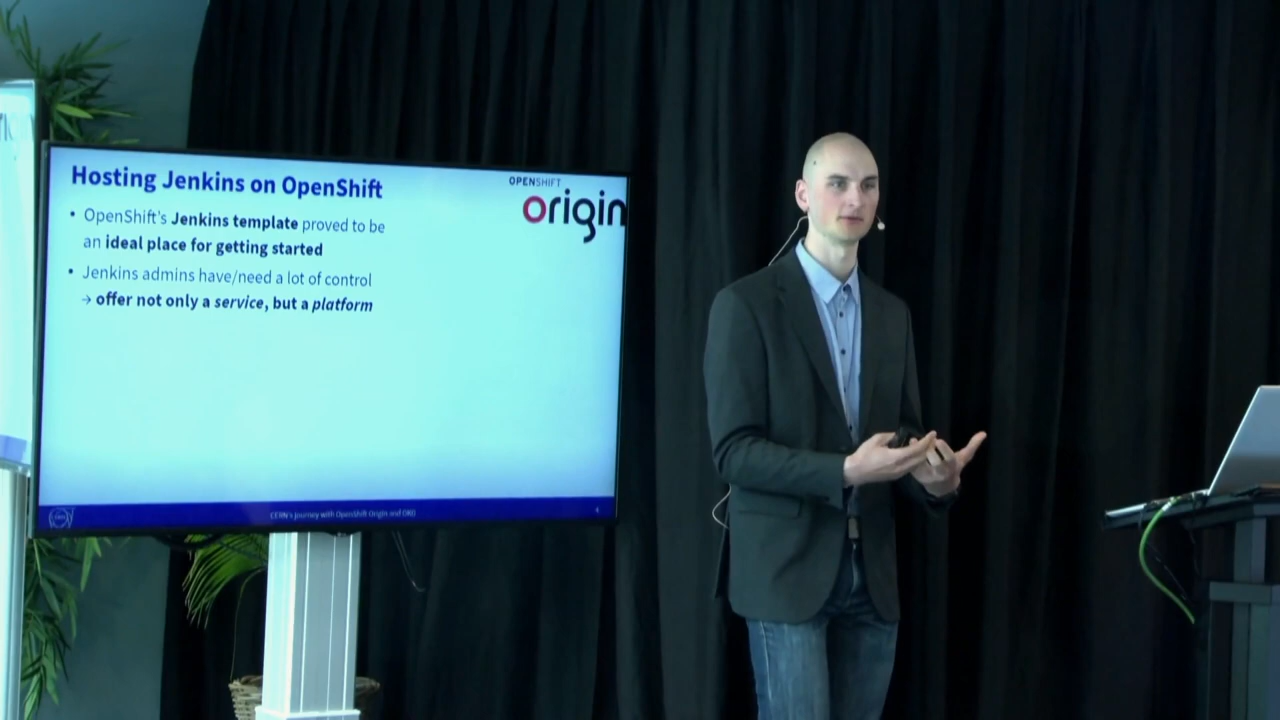 Hosting Jenkins on OpenShift
OPENSHIFT
origin
• OpenShift's Jenkins template proved to be
an ideal place for getting started
• Jenkins admins have/need a lot of control
→ offer not only a service, but a platform
CERN's journey with OpenShift Origin and OKD
4